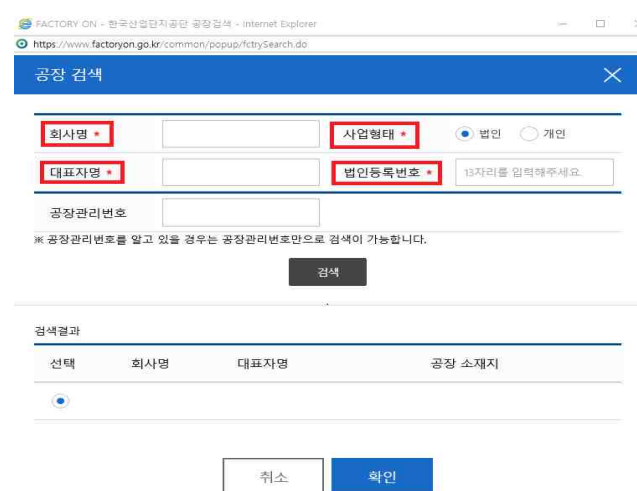 FACTORY ON - 한국산업단지공단 공장검색 - Internet Explorer
https://www.factoryon.go.kr/common/popup/fctrySearch.do
공장 검색
회사명 * 사업형태 * 법인 개인
대표자명 * 법인등록번호 * 13자리를 입력해주세요.
공장관리번호
※ 공장관리번호를 알고 있을 경우는 공장관리번호만으로 검색이 가능합니다.
검색
검색결과
선택 회사명 대표자명 공장 소재지
취소 확인